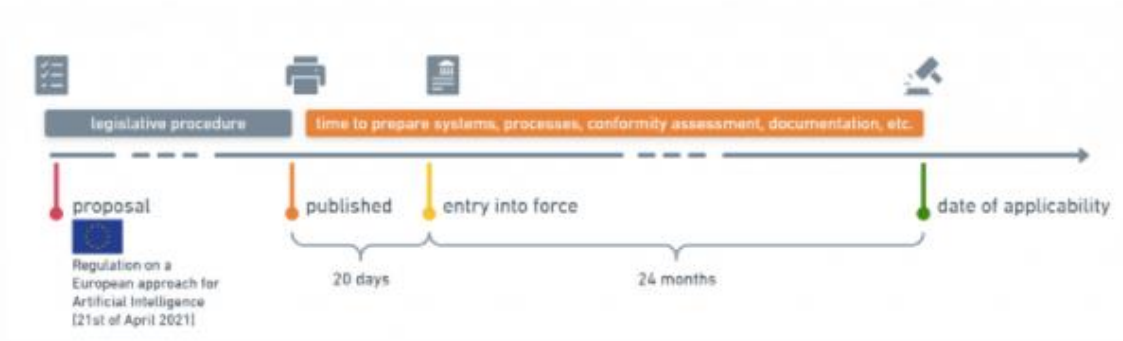 legislative procedure
time to prepare systems, processes, conformity assessment, documentation, etc.
proposal
published
entry into force
date of applicability
Regulation on a
European approach for
Artificial Intelligence
[21st of April 2021]
20 days
24 months